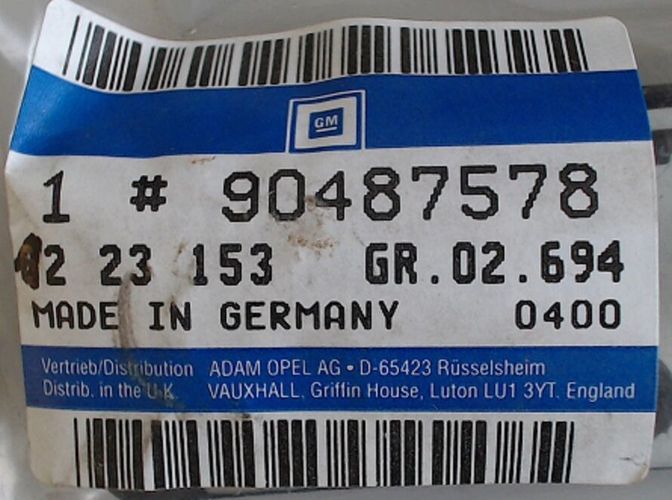 GM
1 # 90487578
2 23 153 GR.02.694
MADE IN GERMANY 0400
Vertrieb/Distribution ADAM OPEL AG • D-65423 Rüsselsheim
Distrib. in the U.K. VAUXHALL, Griffin House, Luton LU1 3YT. England